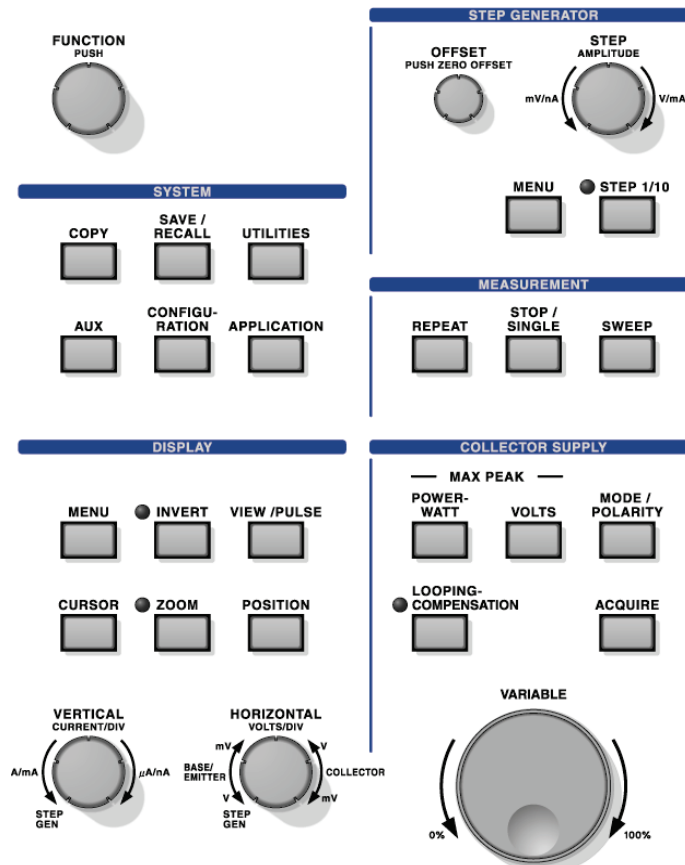 FUNCTION
PUSH
STEP GENERATOR
OFFSET
PUSH ZERO OFFSET
STEP
AMPLITUDE
mV/nA
V/mA
MENU
STEP 1/10
SYSTEM
COPY
SAVE /
RECALL
UTILITIES
AUX
CONFIGU-
RATION
APPLICATION
MEASUREMENT
REPEAT
STOP /
SINGLE
SWEEP
DISPLAY
MENU
INVERT
VIEW /PULSE
CURSOR
ZOOM
POSITION
VERTICAL
CURRENT/DIV
A/mA
µA/nA
STEP
GEN
HORIZONTAL
VOLTS/DIV
mV
V
BASE/
EMITTER
COLLECTOR
V
mV
STEP
GEN
COLLECTOR SUPPLY
MAX PEAK
POWER-
WATT
VOLTS
MODE /
POLARITY
LOOPING-
COMPENSATION
ACQUIRE
VARIABLE
0%
100%